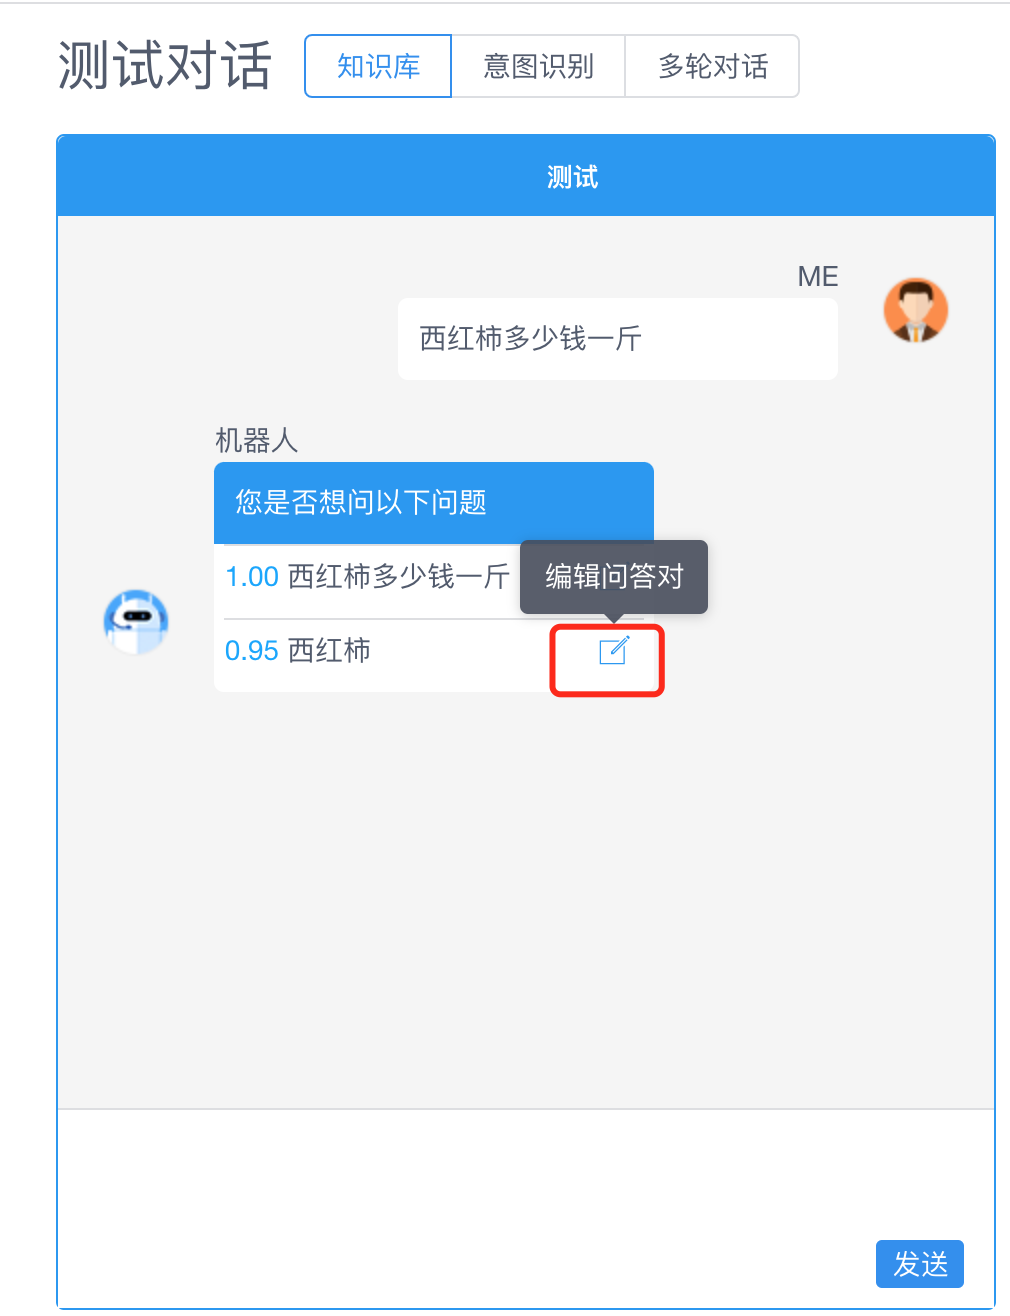 测试对话 知识库 意图识别 多轮对话
测试
ME
西红柿多少钱一斤
机器人
您是否想问以下问题
1.00 西红柿多少钱一斤
编辑问答对
0.95 西红柿
发送